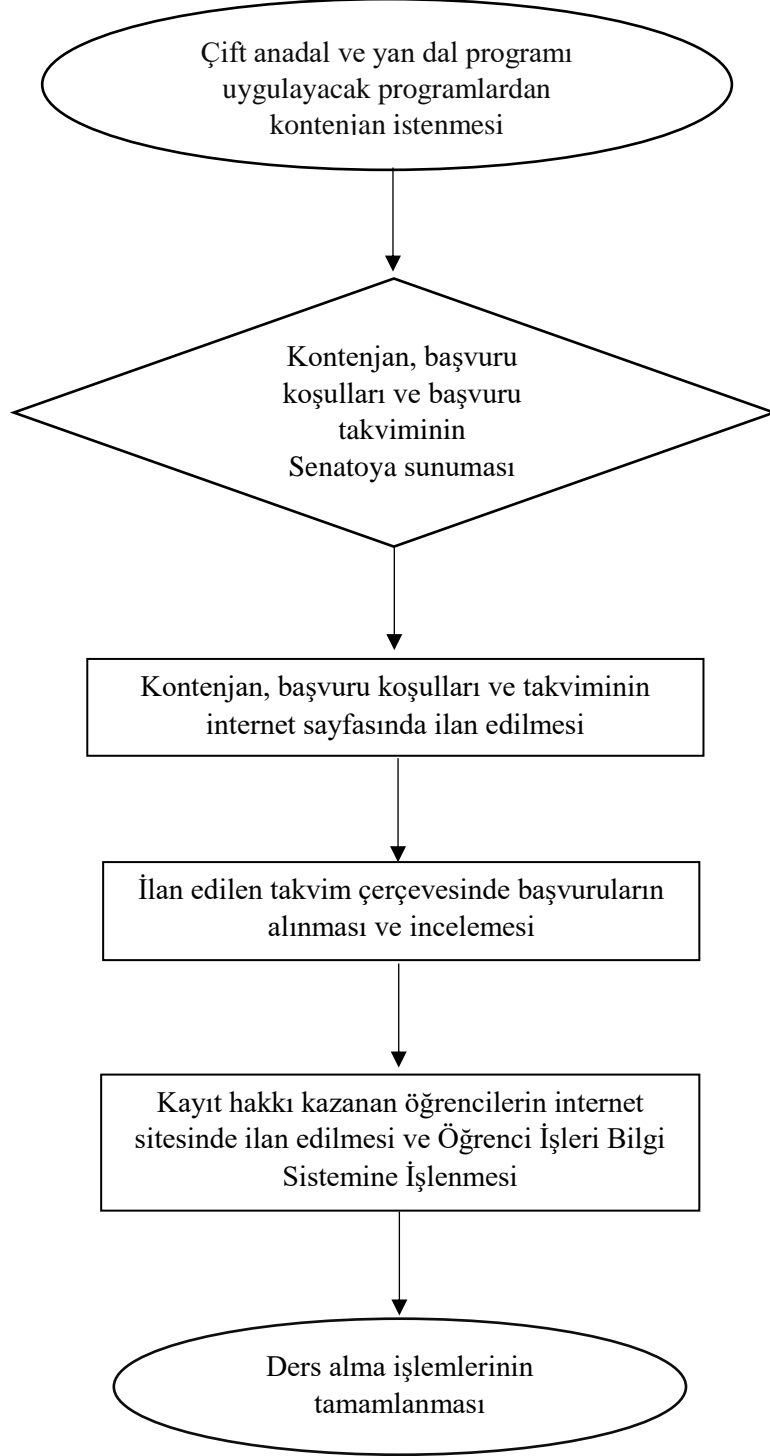 Çift anadal ve yan dal programı
uygulayacak programlardan
kontenjan istenmesi
Kontenjan, başvuru
koşulları ve başvuru
takviminin
Senatoya sunuması
Kontenjan, başvuru koşulları ve takviminin
internet sayfasında ilan edilmesi
İlan edilen takvim çerçevesinde başvuruların
alınması ve incelemesi
Kayıt hakkı kazanan öğrencilerin internet
sitesinde ilan edilmesi ve Öğrenci İşleri Bilgi
Sistemine İşlenmesi
Ders alma işlemlerinin
tamamlanması